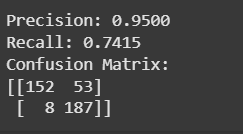 Precision: 0.9500
Recall: 0.7415
Confusion Matrix:
[[152  53]
 [  8 187]]